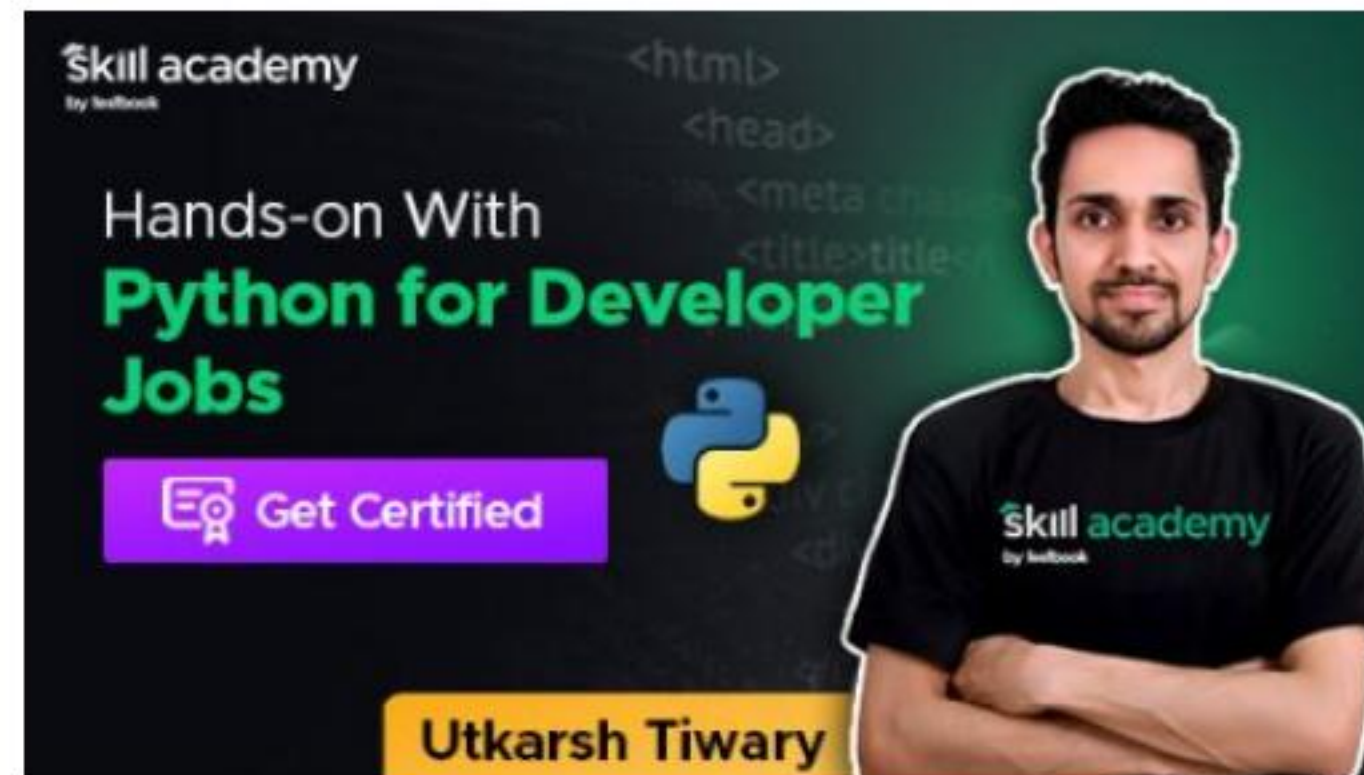 skill academy
by testbook
<html>
<head>
<title>title</
Hands-on With
Python for Developer
Jobs
Get Certified
skill academy
by testbook
Utkarsh Tiwary